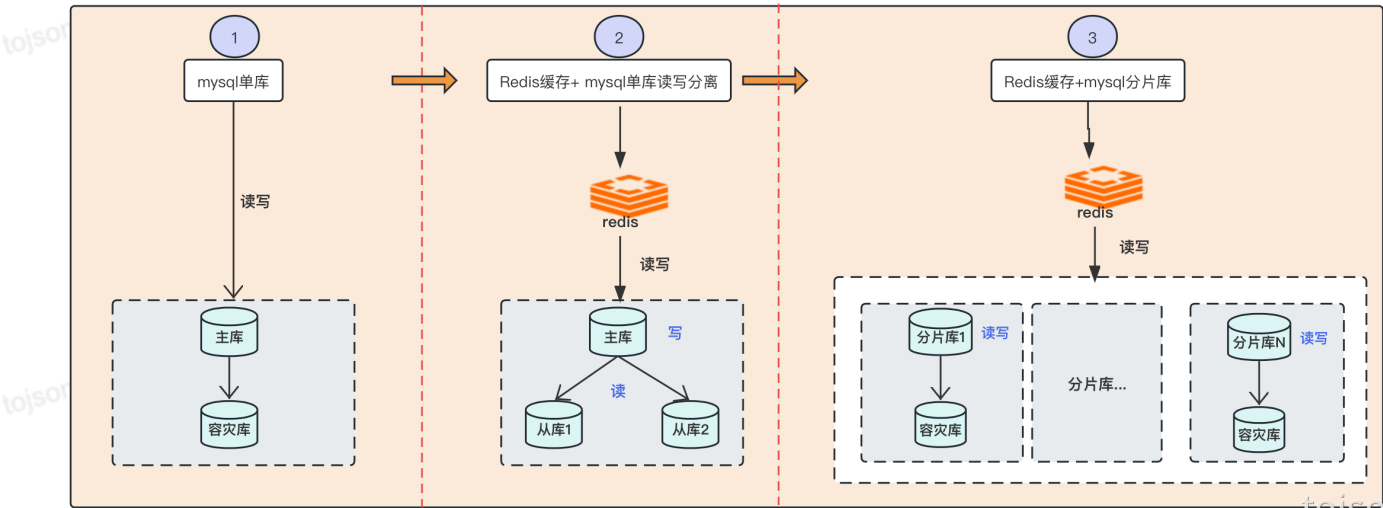 1
mysql单库
读写
主库
容灾库
2
Redis缓存+ mysql单库读写分离
redis
读写
主库
写
读
从库1
从库2
3
Redis缓存+mysql分片库
redis
读写
分片库1
读写
容灾库
分片库...
分片库N
读写
容灾库
tojson
tojson